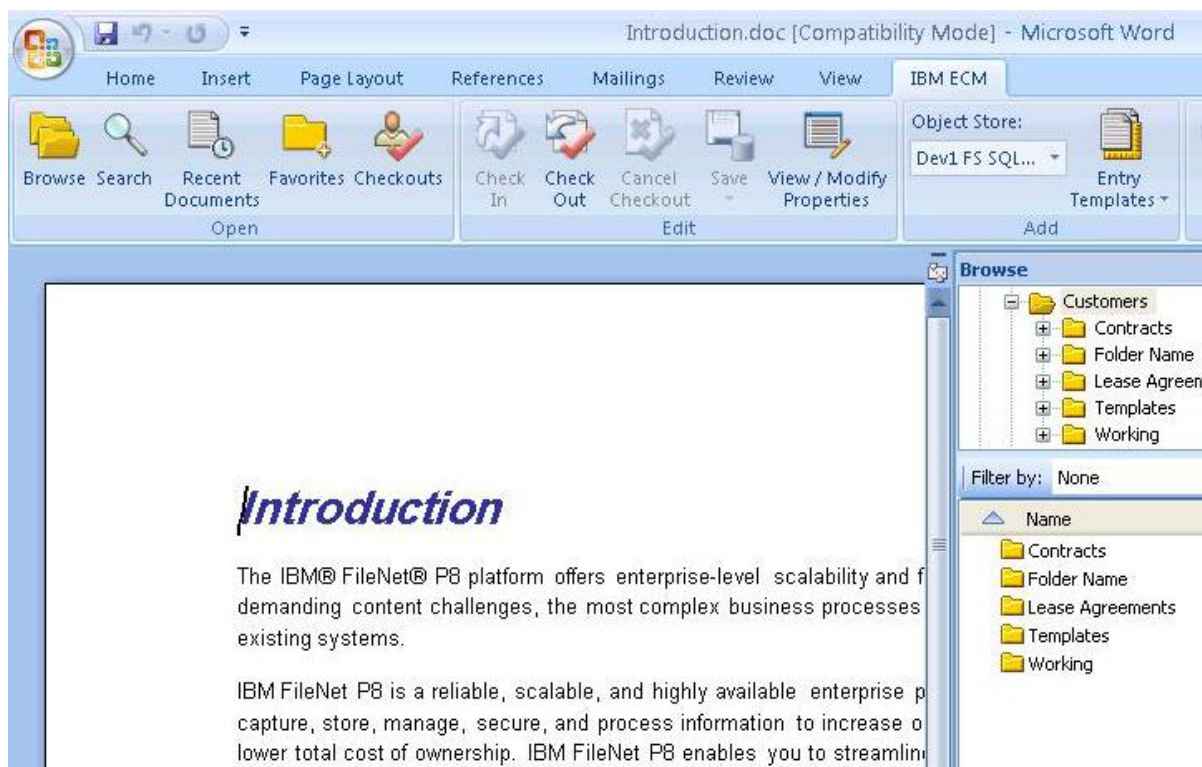 Introduction.doc [Compatibility Mode] - Microsoft Word
Home Insert Page Layout References Mailings Review View IBM ECM
Browse
Search
Recent
Documents
Favorites
Checkouts
Open
Check
In
Check
Out
Cancel
Checkout
Save
View / Modify
Properties
Edit
Object Store:
Dev1 FS SQL...
Entry
Templates
Add
Introduction
The IBM® FileNet® P8 platform offers enterprise-level scalability and f
demanding content challenges, the most complex business processes
existing systems.
IBM FileNet P8 is a reliable, scalable, and highly available enterprise p
capture, store, manage, secure, and process information to increase o
lower total cost of ownership. IBM FileNet P8 enables you to streamlin
Browse
Customers
Contracts
Folder Name
Lease Agreem
Templates
Working
Filter by: None
Name
Contracts
Folder Name
Lease Agreements
Templates
Working